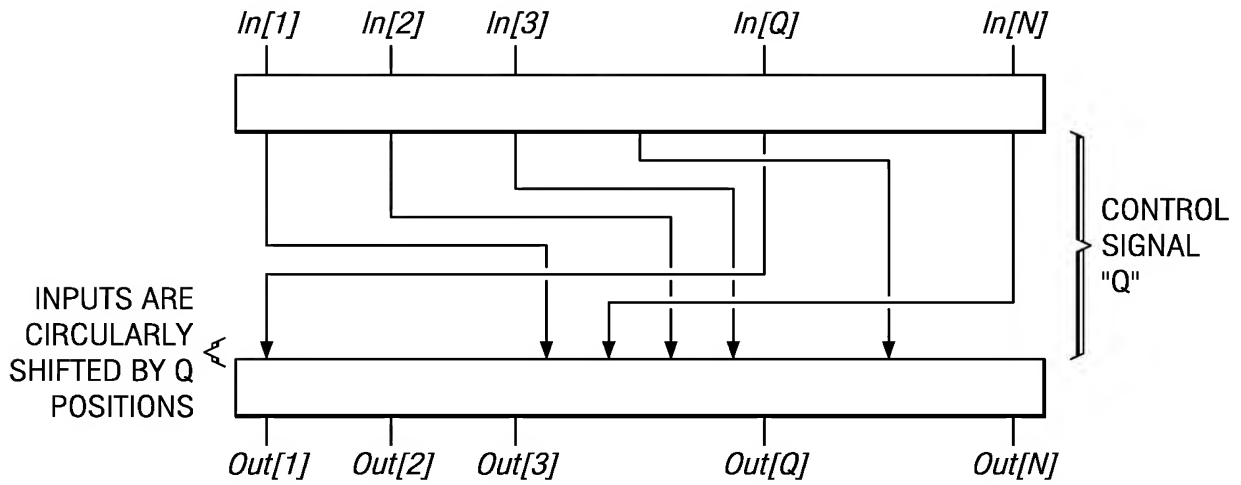 In[1] In[2] In[3] In[Q] In[N]
CONTROL
SIGNAL
"Q"
INPUTS ARE
CIRCULARLY
SHIFTED BY Q
POSITIONS
Out[1] Out[2] Out[3] Out[Q] Out[N]